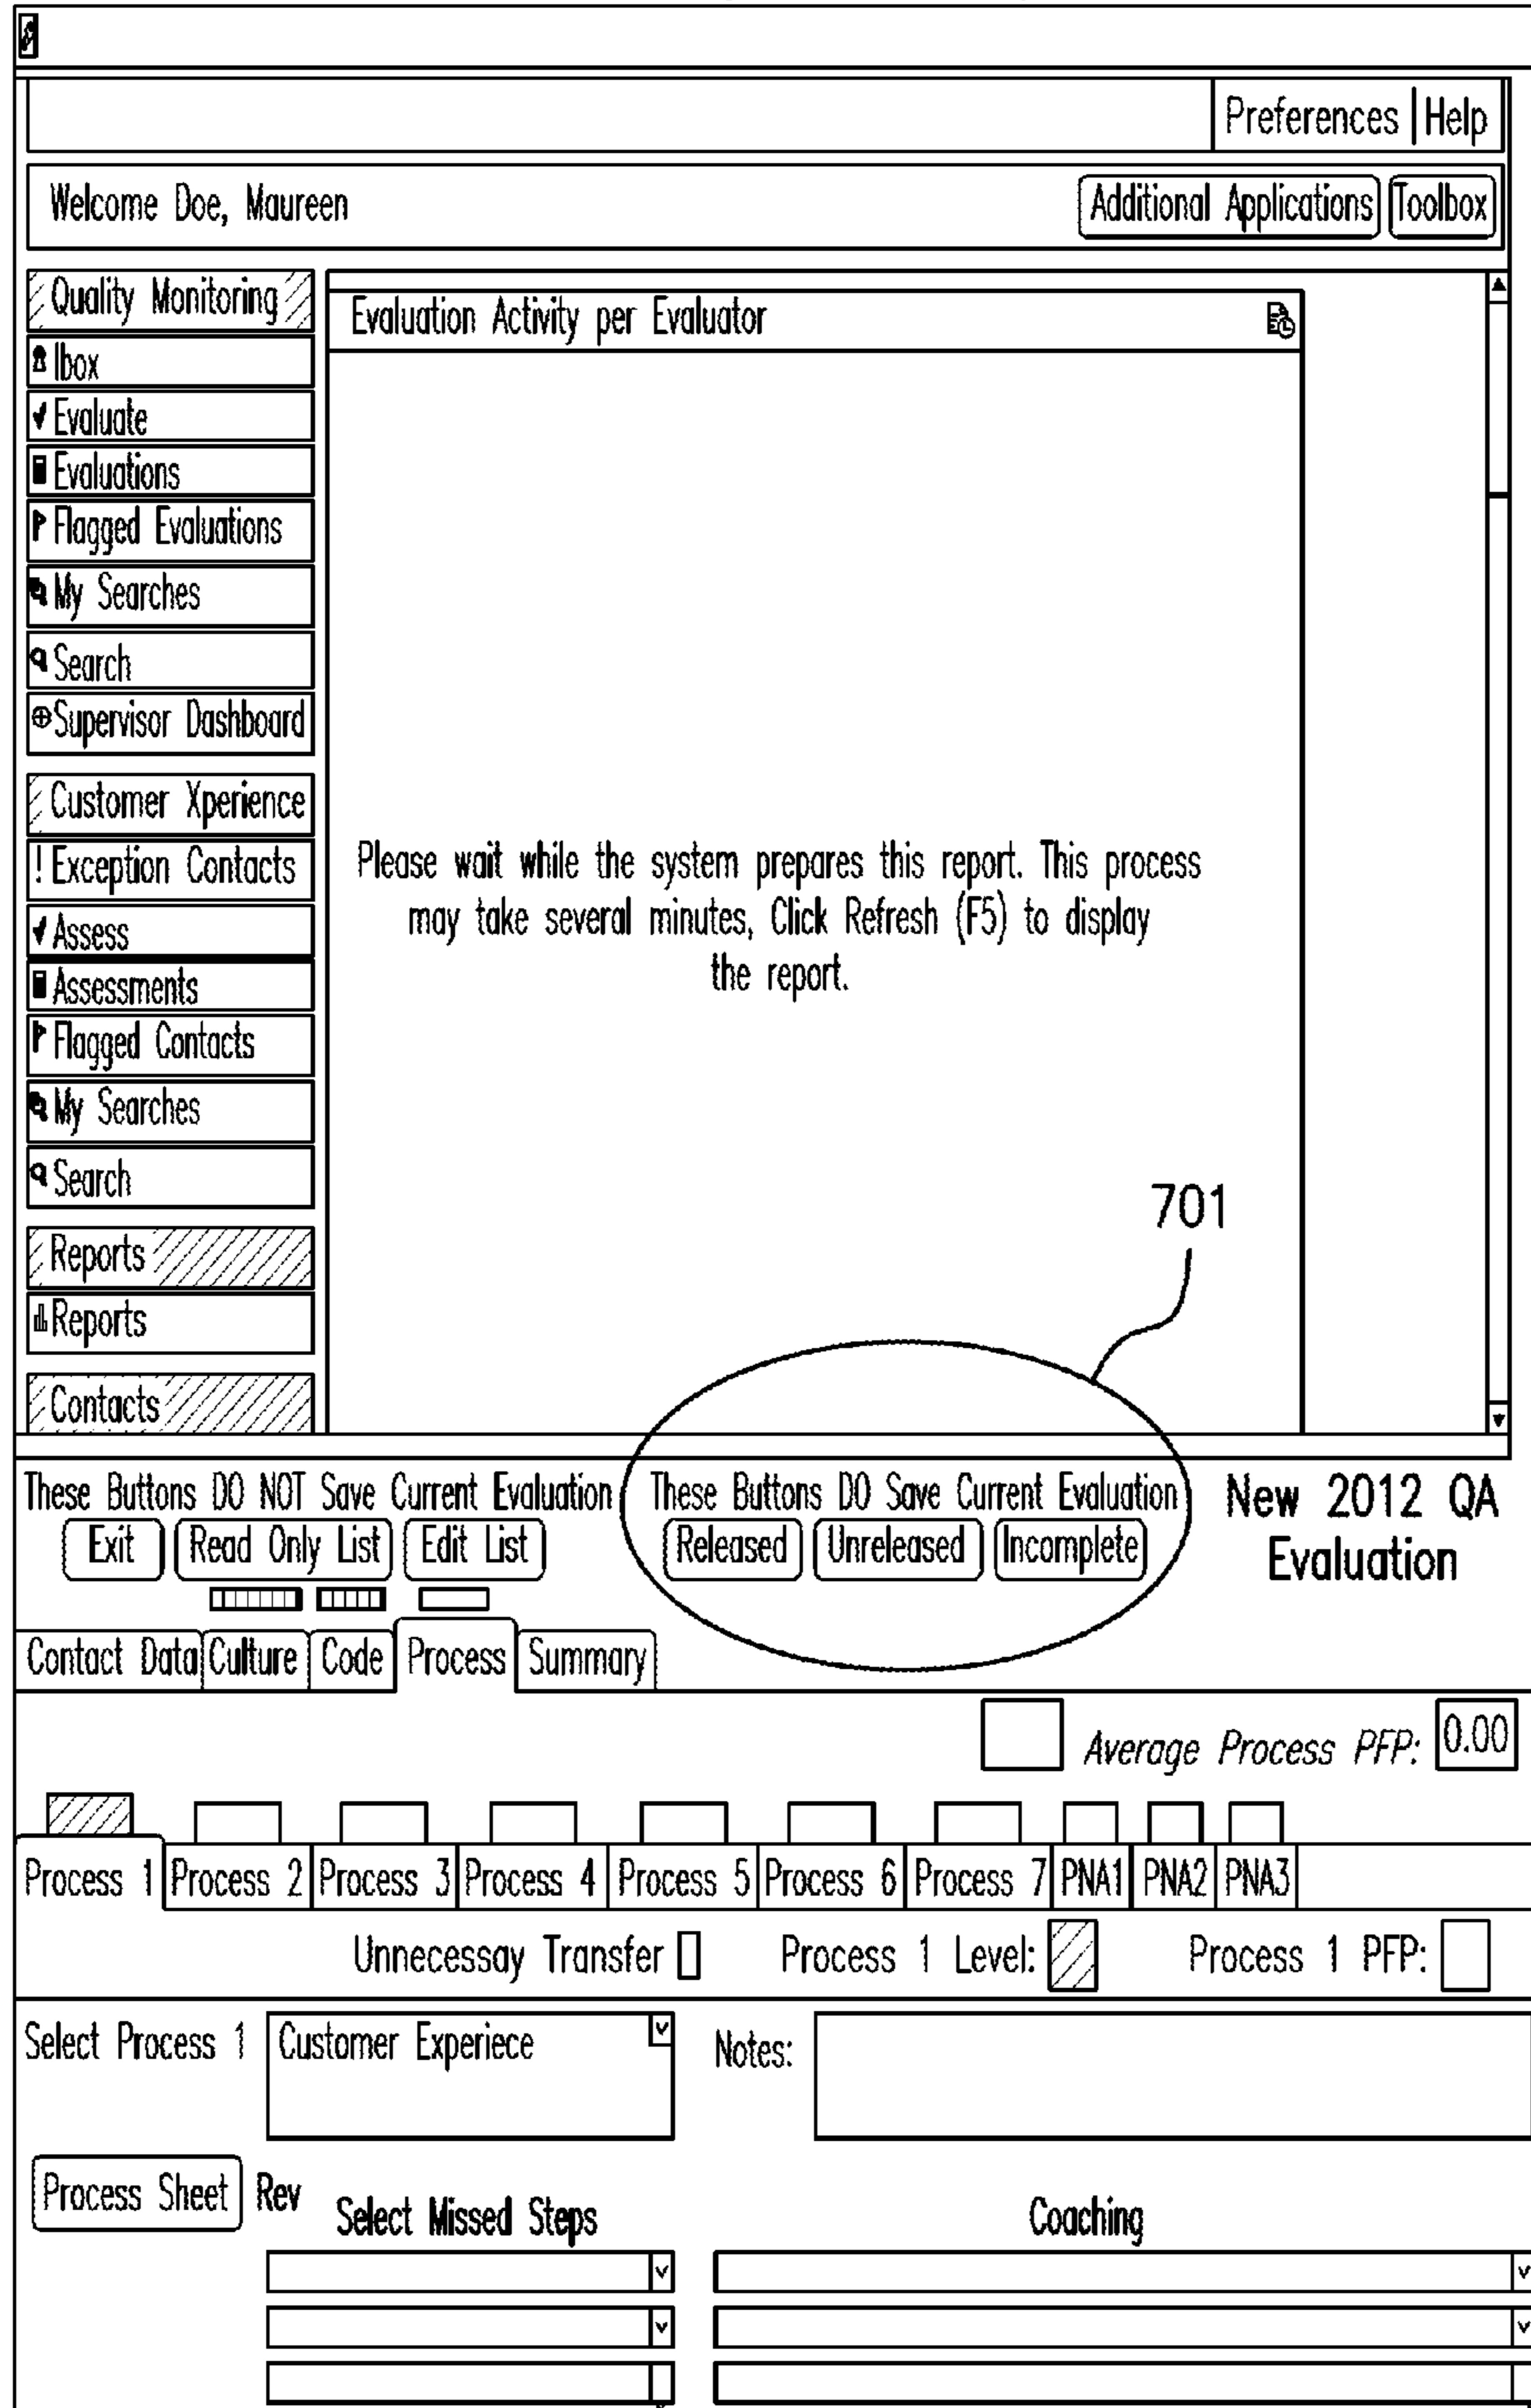 Preferences | Help
Welcome Doe, Maureen
Additional Applications
Toolbox
Quality Monitoring
Ibox
Evaluate
Evaluations
Flagged Evaluations
My Searches
Search
Supervisor Dashboard
Customer Xperience
! Exception Contacts
Assess
Assessments
Flagged Contacts
My Searches
Search
Reports
Reports
Contacts
Evaluation Activity per Evaluator
Please wait while the system prepares this report. This process
may take several minutes, Click Refresh (F5) to display
the report.
701
These Buttons DO NOT Save Current Evaluation
Exit
Read Only List
Edit List
These Buttons DO Save Current Evaluation
Released
Unreleased
Incomplete
New 2012 QA
Evaluation
Contact Data
Culture
Code
Process
Summary
Average Process PFP: 0.00
Process 1
Process 2
Process 3
Process 4
Process 5
Process 6
Process 7
PNA1
PNA2
PNA3
Unnecessay Transfer
Process 1 Level:
Process 1 PFP:
Select Process 1
Customer Experiece
Notes:
Process Sheet
Rev
Select Missed Steps
Coaching